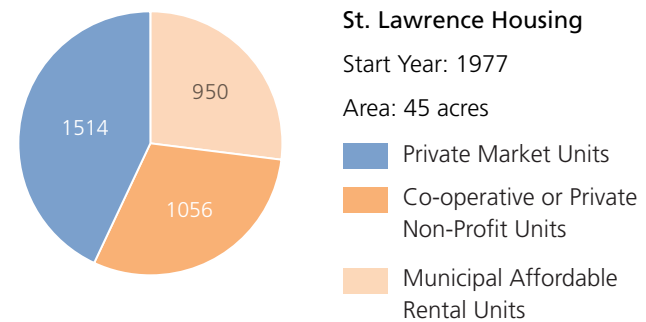 St. Lawrence Housing
Start Year: 1977
Area: 45 acres
950
1514
1056
Private Market Units
Co-operative or Private
Non-Profit Units
Municipal Affordable
Rental Units